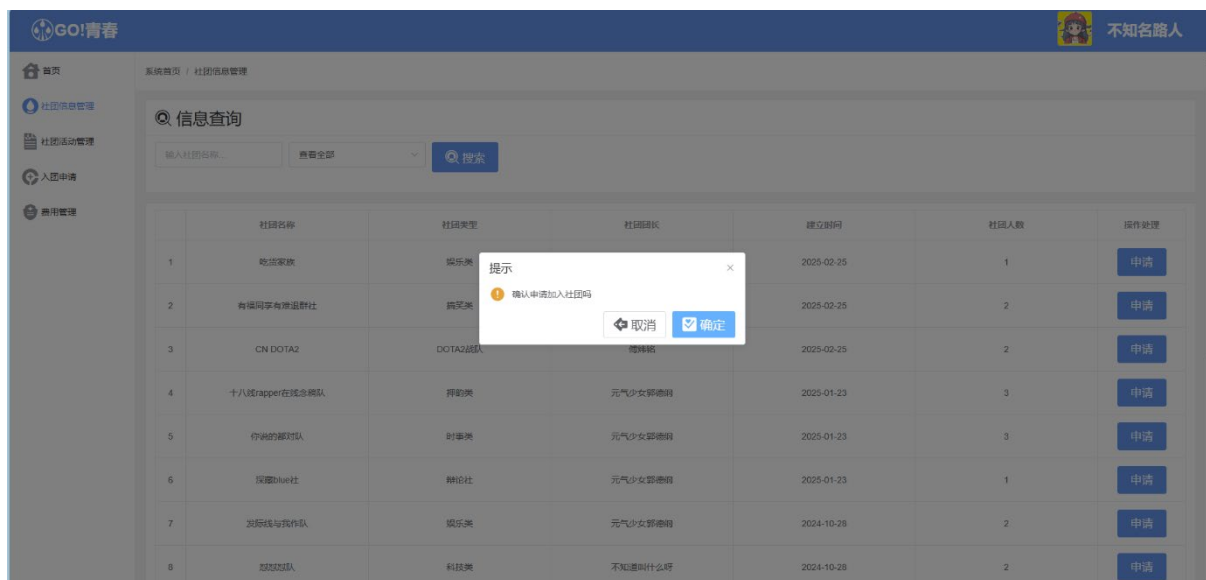 GO!青春
不知名路人
首页
系统首页 / 社团信息管理
社团信息管理
信息查询
社团活动管理
输入社团名称... 查看全部 搜索
入团申请
费用管理
社团名称 社团类型 社团团长 建立时间 社团人数 操作处理
1 吃货家族 娱乐类 2025-02-25 1 申请
提示
确认申请加入社团吗
取消 确定
2 有福同享有难退群社 搞笑类 2025-02-25 2 申请
3 CN DOTA2 DOTA2战队 2025-02-25 2 申请
4 十八线rapper在线念稿队 押韵类 元气少女郭德纲 2025-01-23 3 申请
5 你说的都对队 时事类 元气少女郭德纲 2025-01-23 3 申请
6 深藏blue社 辩论社 元气少女郭德纲 2025-01-23 1 申请
7 发际线与我作队 娱乐类 元气少女郭德纲 2024-10-28 2 申请
8 科技类 不知道叫什么呀 2024-10-28 2 申请